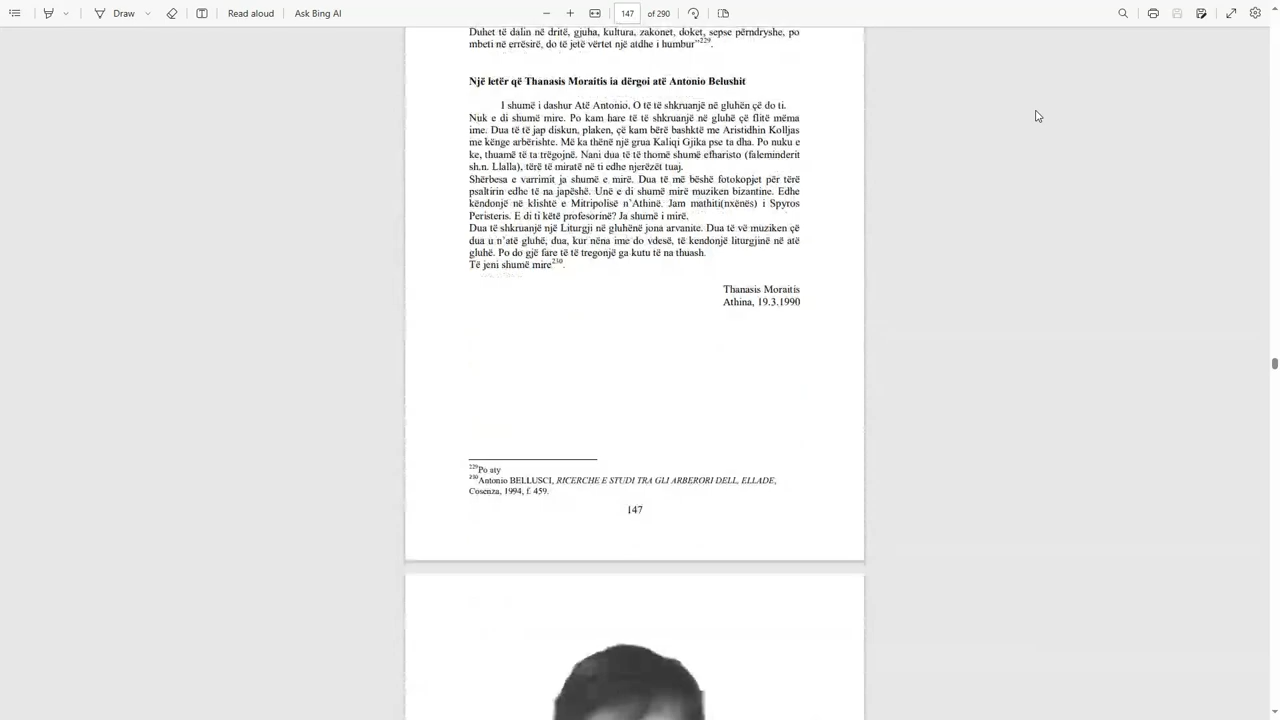 Draw
Read aloud
Ask Bing AI
147 of 290
Duhet të dalin në dritë, gjuha, kultura, zakonet, doket, sepse përndryshe, po
mbeti në errësirë, do të jetë vërtet një atdhe i humbur"229.
Një letër që Thanasis Moraitis ia dërgoi atë Antonio Belushit
I shumë i dashur Atë Antonio. O të të shkruanjë në gluhën çë do ti.
Nuk e di shumë mire. Po kam hare të të shkruanjë në gluhë çë flitë mëma
ime. Dua të të jap diskun, plaken, çë kam bërë bashktë me Aristidhin Kolljas
me kënge arbërishte. Më ka thënë një grua Kaliqi Gjika pse ta dha. Po nuku e
ke, thuamë të ta trëgojnë. Nani dua të të thomë shumë efharisto (faleminderit
sh.n. Llalla), tërë të miratë në ti edhe njerëzët tuaj.
Shërbesa e varrimit ja shumë e mirë. Dua të më bëshë fotokopjet për tërë
psaltirin edhe të na japëshë. Unë e di shumë mirë muziken bizantine. Edhe
këndonjë në klishtë e Mitripolisë n'Athinë. Jam mathiti(nxënës) i Spyros
Peristeris. E di ti këtë profesorinë? Ja shumë i mirë.
Dua të shkruanjë një Liturgji në gluhënë jona arvanite. Dua të vë muziken çë
dua u n'atë gluhë, dua, kur nëna ime do vdesë, të kendonjë liturgjinë në atë
gluhë. Po do gjë fare të të tregonjë ga kutu të na thuash.
Të jeni shumë mire230.
Thanasis Moraitis
Athina, 19.3.1990
229Po aty
230Antonio BELLUSCI, RICERCHE E STUDI TRA GLI ARBERORI DELL, ELLADE,
Cosenza, 1994, f. 459.
147